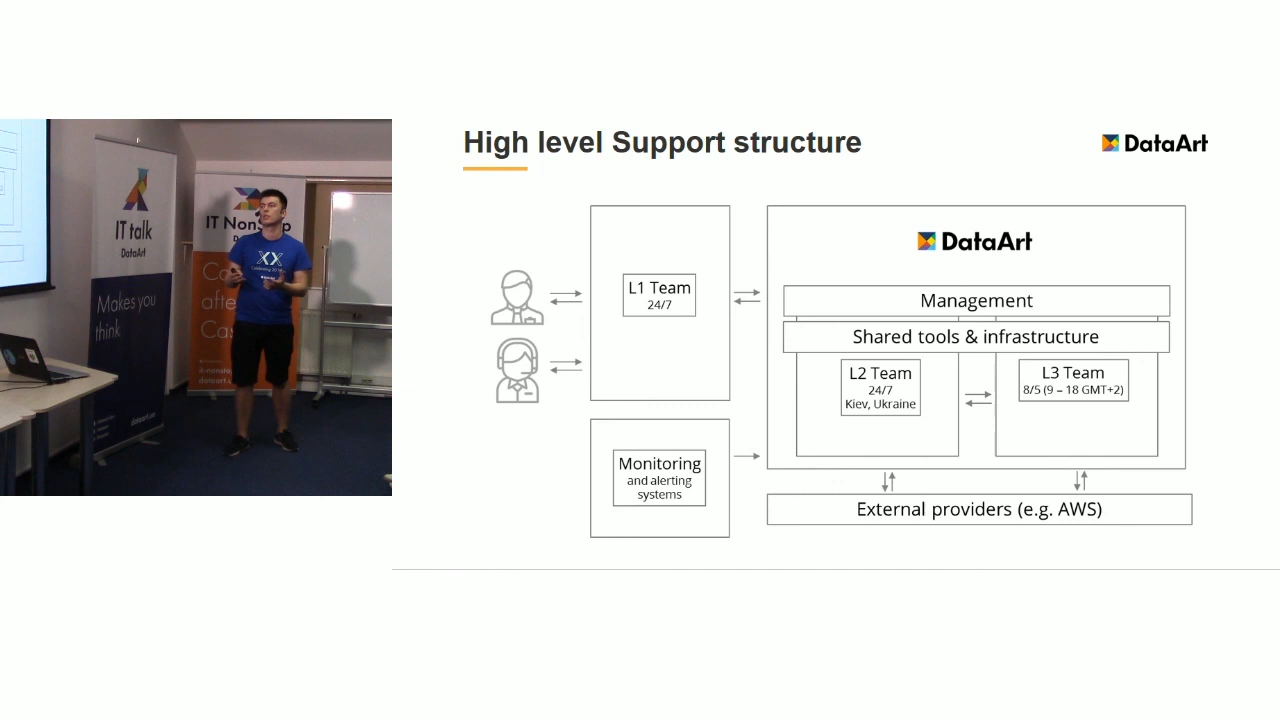 High level Support structure
DataArt
DataArt
L1 Team
24/7
Management
Shared tools & infrastructure
L2 Team
24/7
Kiev, Ukraine
L3 Team
8/5 (9 – 18 GMT+2)
Monitoring
and alerting
systems
External providers (e.g. AWS)
IT talk
DataArt
Makes you
think
IT NonStop
XX